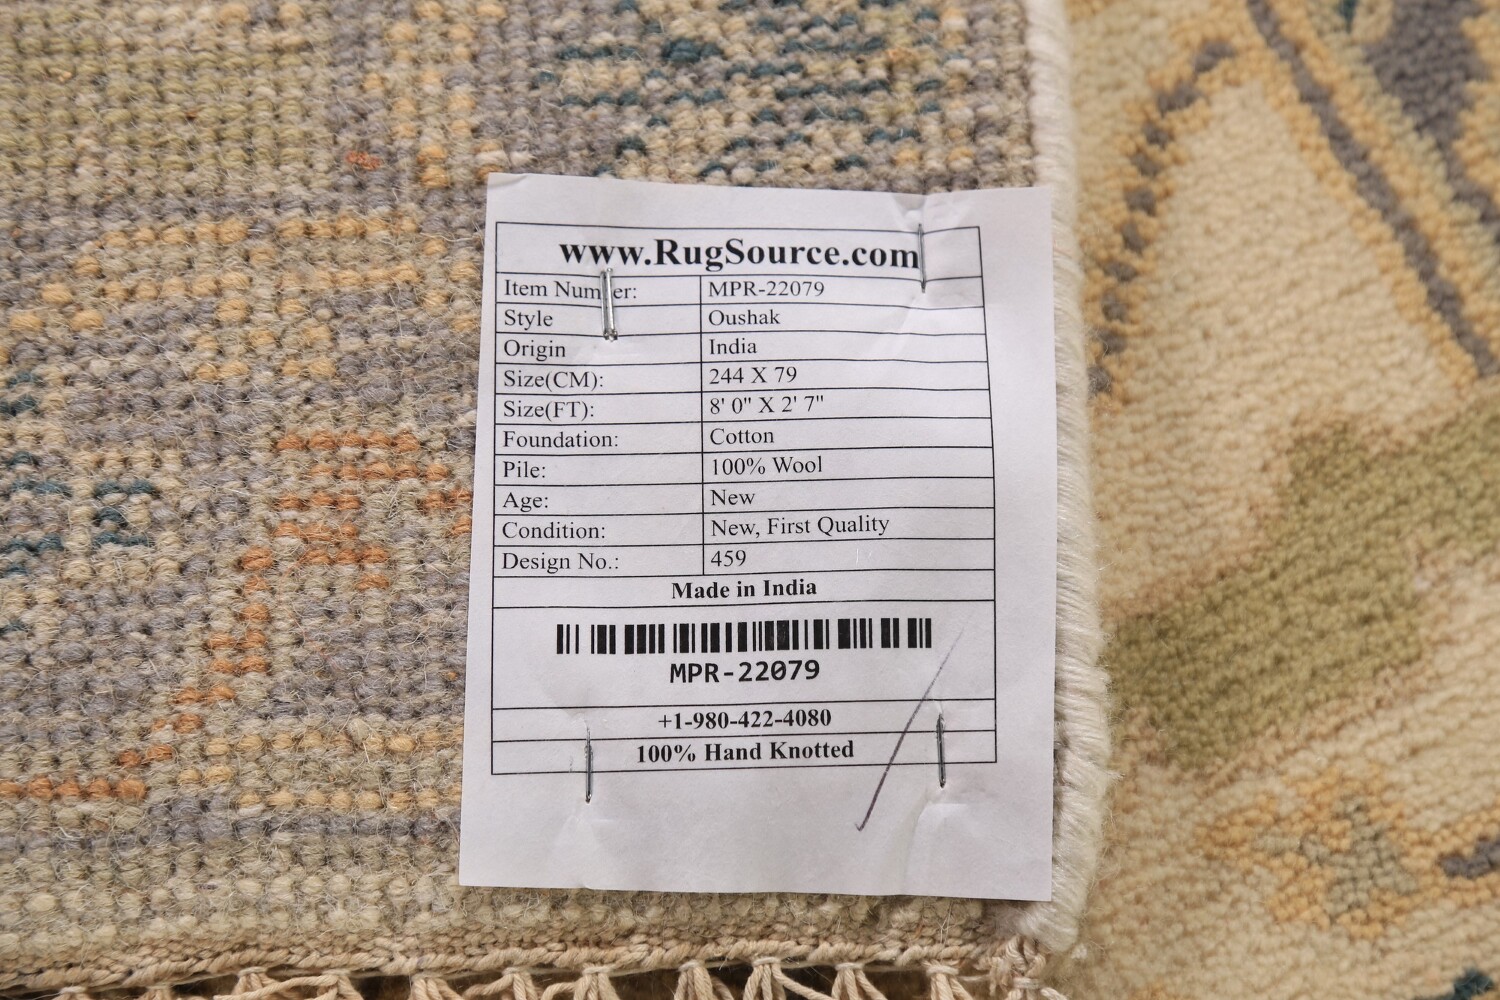 www.RugSource.com
Item Number: MPR-22079
Style Oushak
Origin India
Size(CM): 244 X 79
Size(FT): 8' 0" X 2' 7"
Foundation: Cotton
Pile: 100% Wool
Age: New
Condition: New, First Quality
Design No.: 459
Made in India
MPR-22079
+1-980-422-4080
100% Hand Knotted